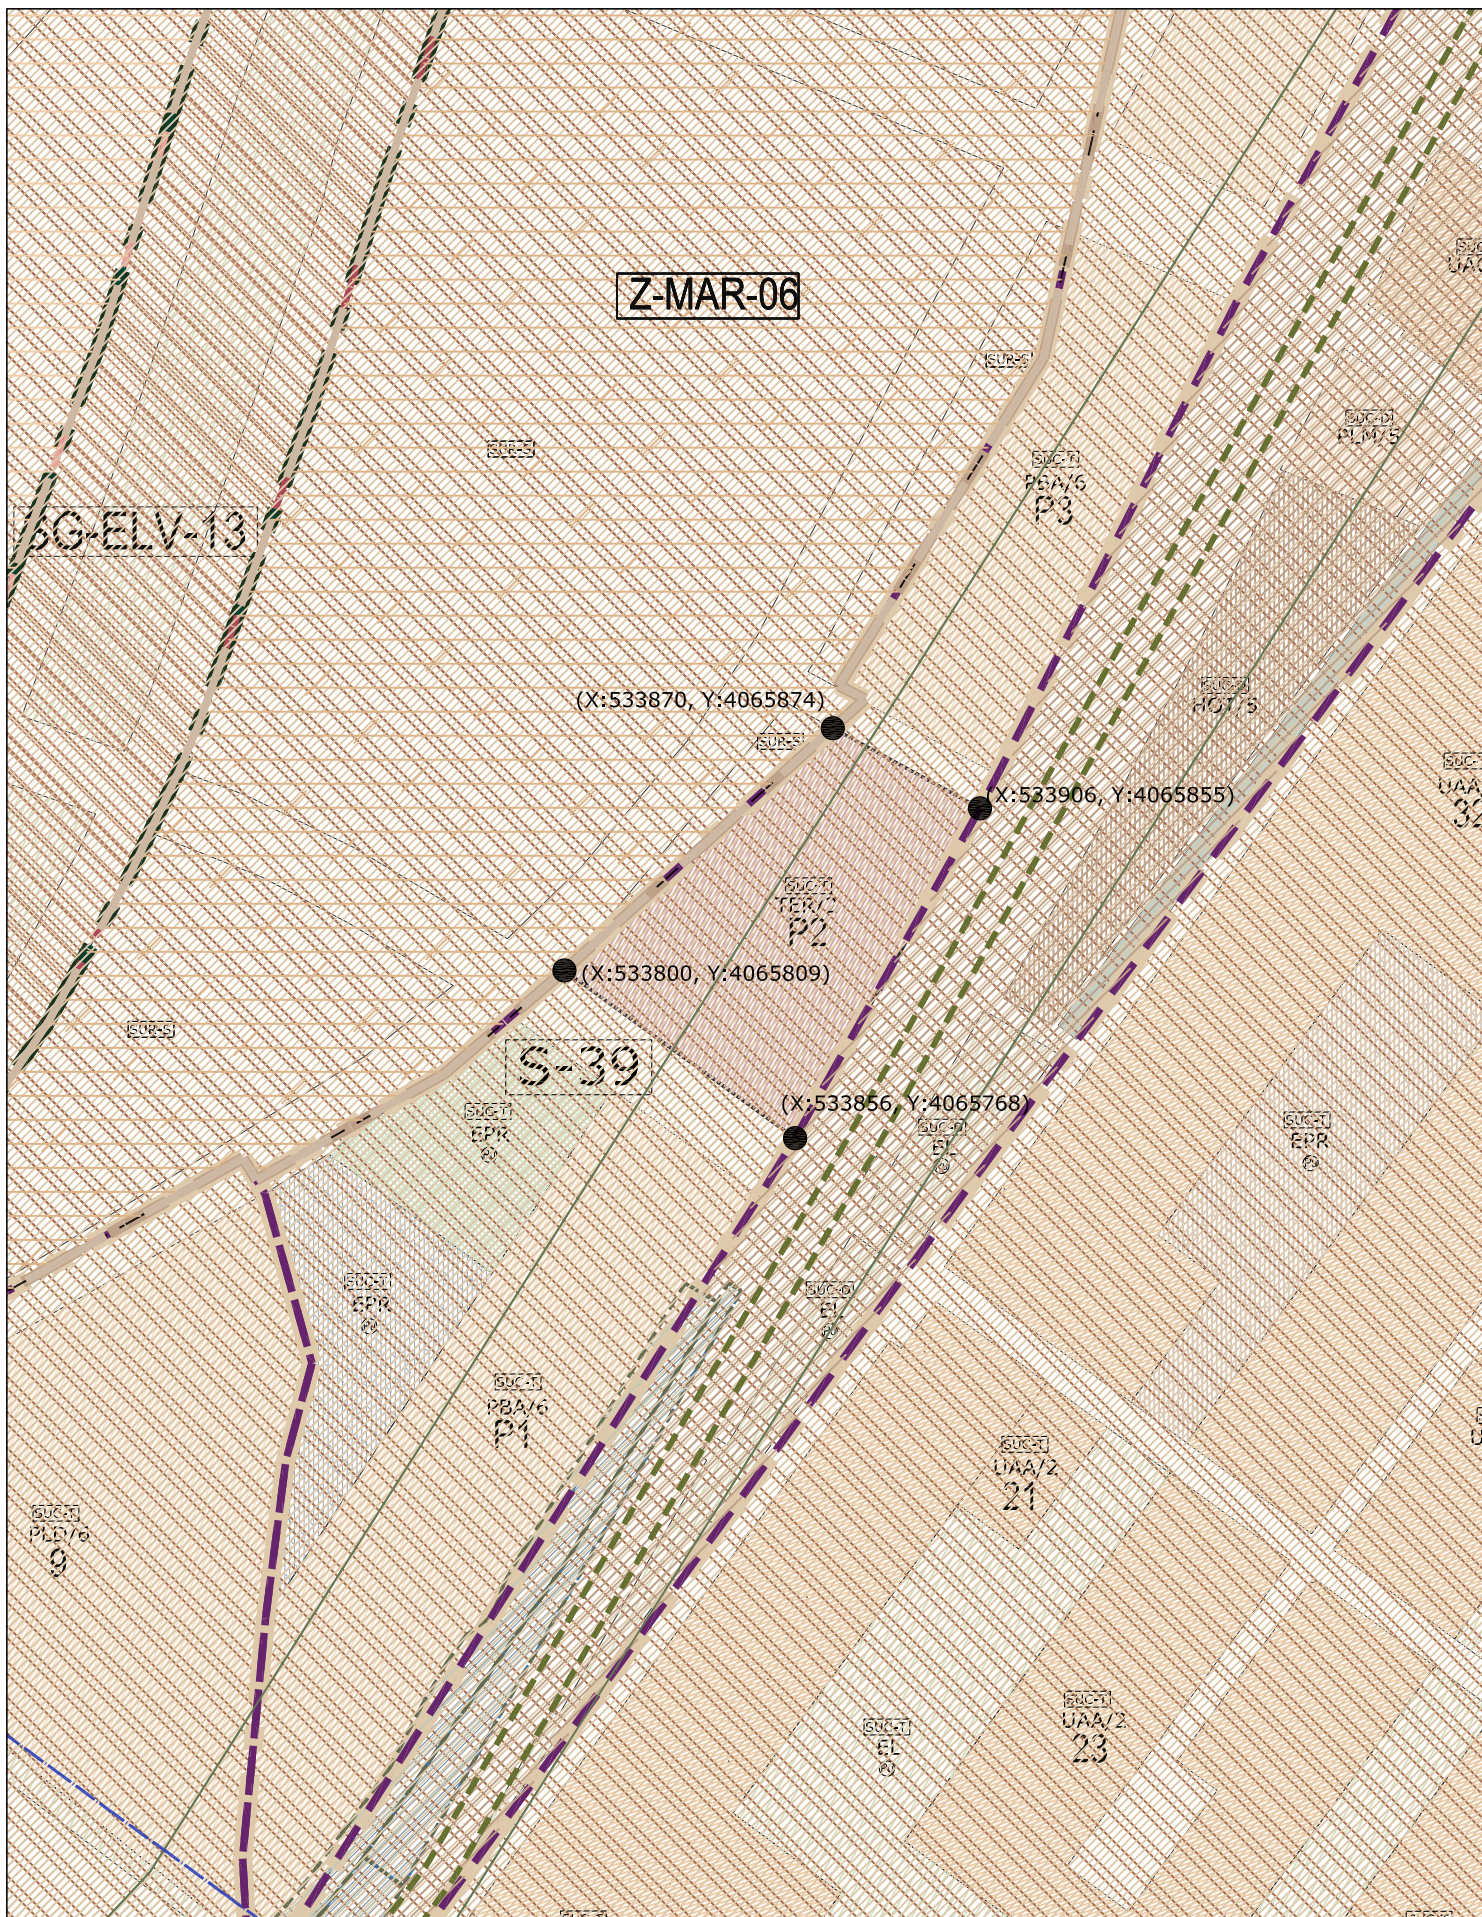 SUC-T
Z-MAR-06
SUR-S
SUC-D
PLM/5
SUR-S
SUC-T
PBA/6
P3
SG-ELV-13
SUC-D
HOT/5
(X:533870, Y:4065874)
SUR-S
(X:533906, Y:4065855)
32
SUC-T
TER/2
P2
(X:533800, Y:4065809)
SUR-S
S-39
(X:533856, Y:4065768)
SUC-T
EPR
SUC-D
EL
SUC-T
EPR
SUC-T
EPR
SUC-D
EL
SUC-T
PBA/6
P1
SUC-T
UAA/2
21
SUC-T
PLD/6
9
SUC-T
UAA/2
23
SUC-T
EL